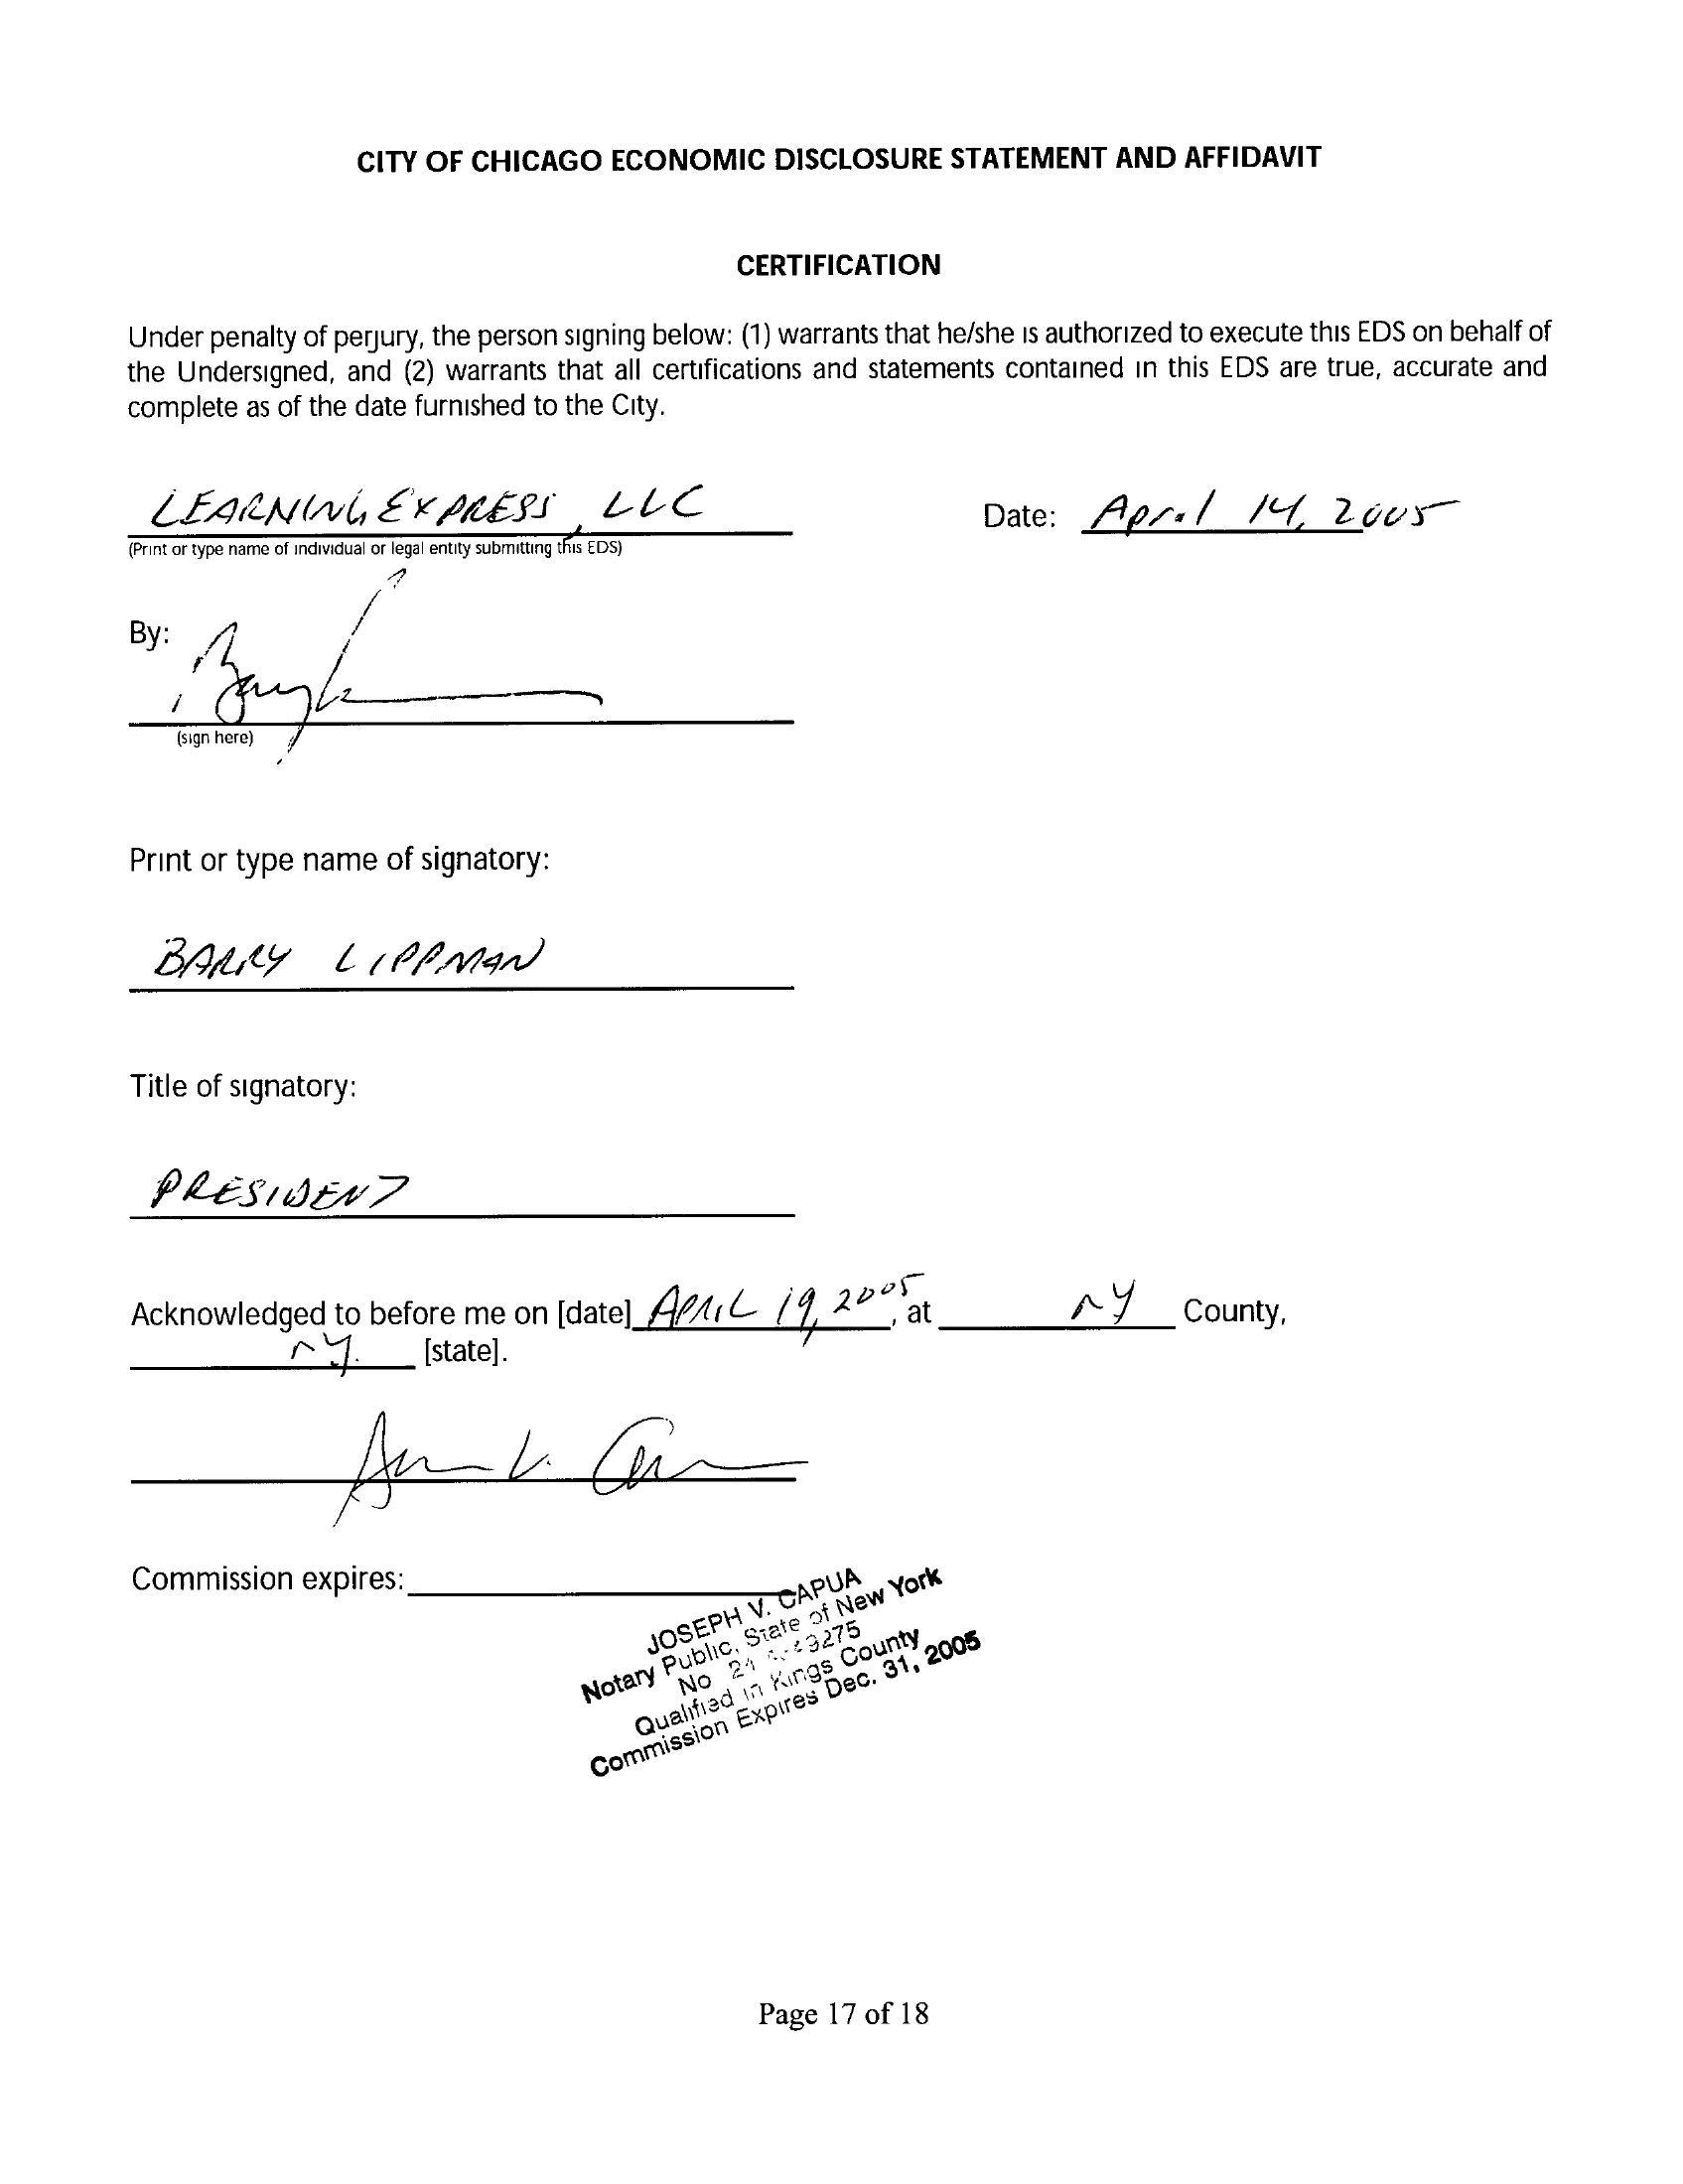 CITY OF CHICAGO ECONOMIC DISCLOSURE STATEMENT AND AFFIDAVIT
CERTIFICATION
Under penalty of perjury, the person signing below: (1) warrants that he/she is authorized to execute this EDS on behalf of
the Undersigned, and (2) warrants that all certifications and statements contained in this EDS are true, accurate and
complete as of the date furnished to the City.
LEARNINGEXPRESS, LLC Date: April 14, 2005
(Print or type name of individual or legal entity submitting this EDS)
By:
(sign here)
Print or type name of signatory:
BARRY LIPPMAN
Title of signatory:
PRESIDENT
Acknowledged to before me on [date] APRIL 19, 2005, at NY County,
NY. [state].
Commission expires:
JOSEPH V. CAPUA
Notary Public, State of New York
No 24
Qualified in Kings County
Commission Expires Dec. 31, 2005
Page 17 of 18